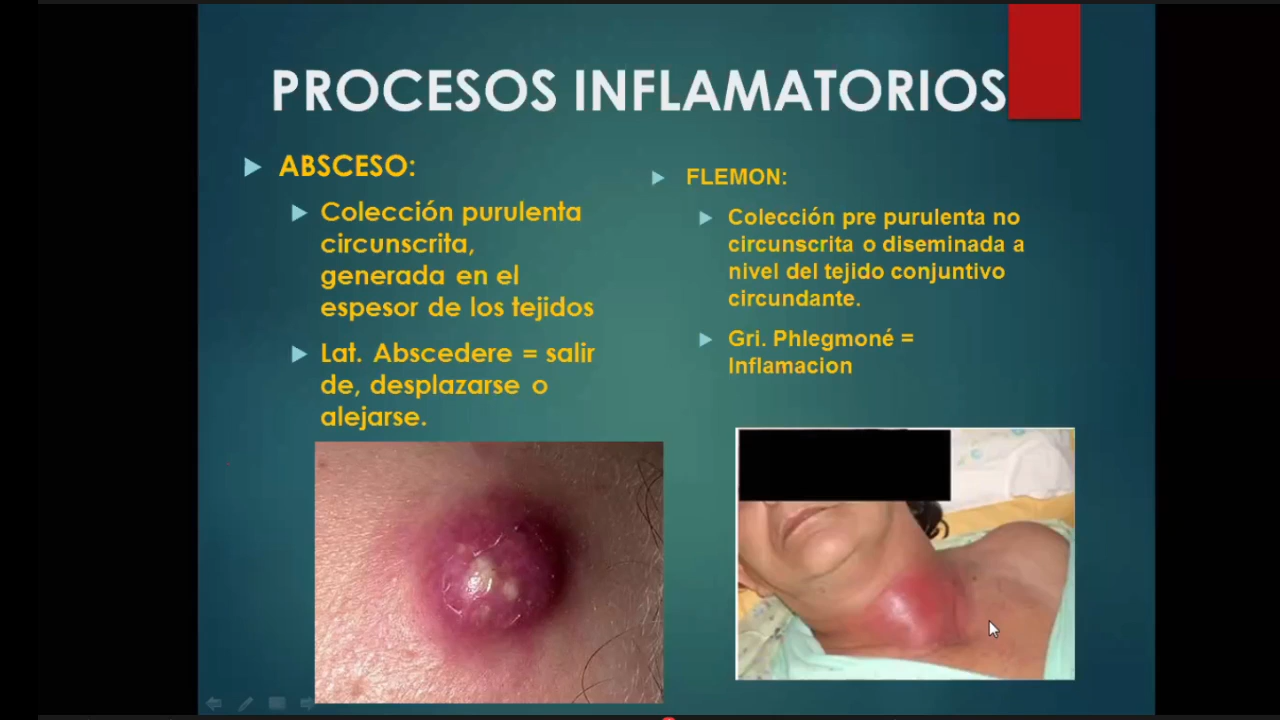 PROCESOS INFLAMATORIOS
ABSCESO:
Colección purulenta
circunscrita,
generada en el
espesor de los tejidos
Lat. Abscedere = salir
de, desplazarse o
alejarse.
FLEMON:
Colección pre purulenta no
circunscrita o diseminada a
nivel del tejido conjuntivo
circundante.
Gri. Phlegmoné =
Inflamacion